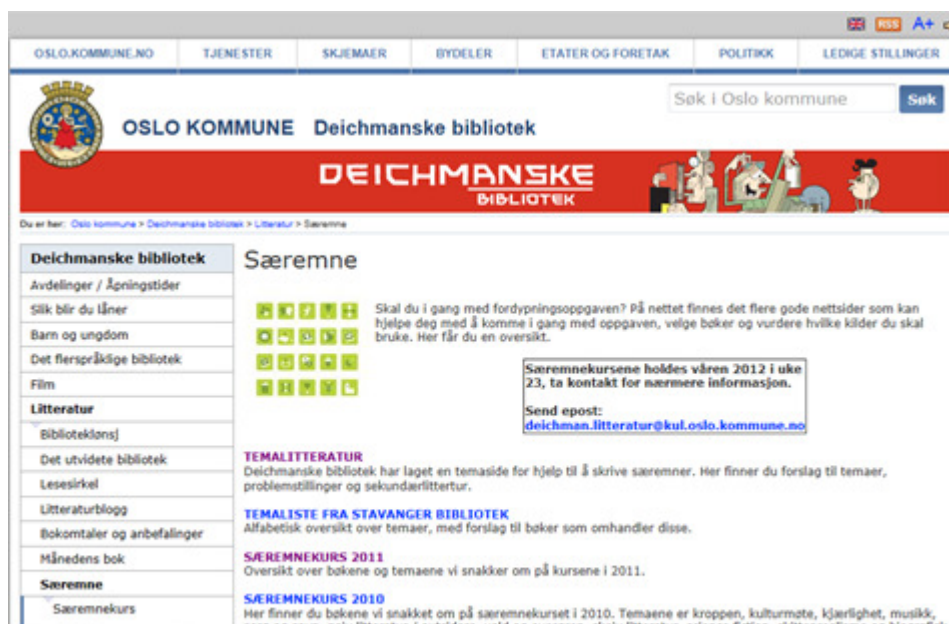 RSS A+
OSLO.KOMMUNE.NO TJENESTER SKJEMAER BYDELER ETATER OG FORETAK POLITIKK LEDIGE STILLINGER
Søk i Oslo kommune Søk
OSLO KOMMUNE Deichmanske bibliotek
DEICHMANSKE
BIBLIOTEK
Du er her: Oslo kommune > Deichmanske bibliotek > Litteratur > Særemne
Deichmanske bibliotek
Avdelinger / Åpningstider
Slik blir du låner
Barn og ungdom
Det flerspråklige bibliotek
Film
Litteratur
Biblioteklønsj
Det utvidete bibliotek
Lesesirkel
Litteraturblogg
Bokomtaler og anbefalinger
Månedens bok
Særemne
Særemnekurs
Særemne
Skal du i gang med fordypningsoppgaven? På nettet finnes det flere gode nettsider som kan
hjelpe deg med å komme i gang med oppgaven, velge bøker og vurdere hvilke kilder du skal
bruke. Her får du en oversikt.
Særemnekursene holdes våren 2012 i uke
23, ta kontakt for nærmere informasjon.
Send epost:
deichman.litteratur@kul.oslo.kommune.no
TEMALITTERATUR
Deichmanske bibliotek har laget en temaside for hjelp til å skrive særemner. Her finner du forslag til temaer,
problemstillinger og sekundærlittertur.
TEMALISTE FRA STAVANGER BIBLIOTEK
Alfabetisk oversikt over temaer, med forslag til bøker som omhandler disse.
SÆREMNEKURS 2011
Oversikt over bøkene og temaene vi snakker om på kursene i 2011.
SÆREMNEKURS 2010
Her finner du bøkene vi snakket om på særemnekurset i 2010. Temaene er kroppen, kulturmøte, kjærlighet, musikk,